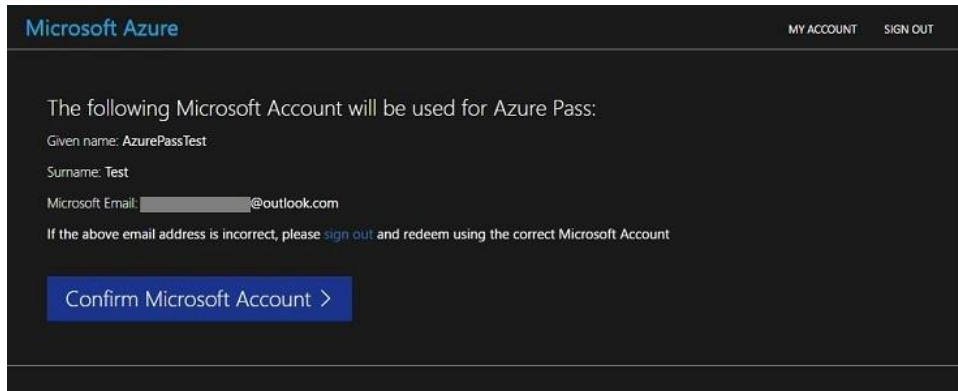 Microsoft Azure
MY ACCOUNT SIGN OUT
The following Microsoft Account will be used for Azure Pass:
Given name: AzurePassTest
Surname: Test
Microsoft Email: @outlook.com
If the above email address is incorrect, please sign out and redeem using the correct Microsoft Account
Confirm Microsoft Account >